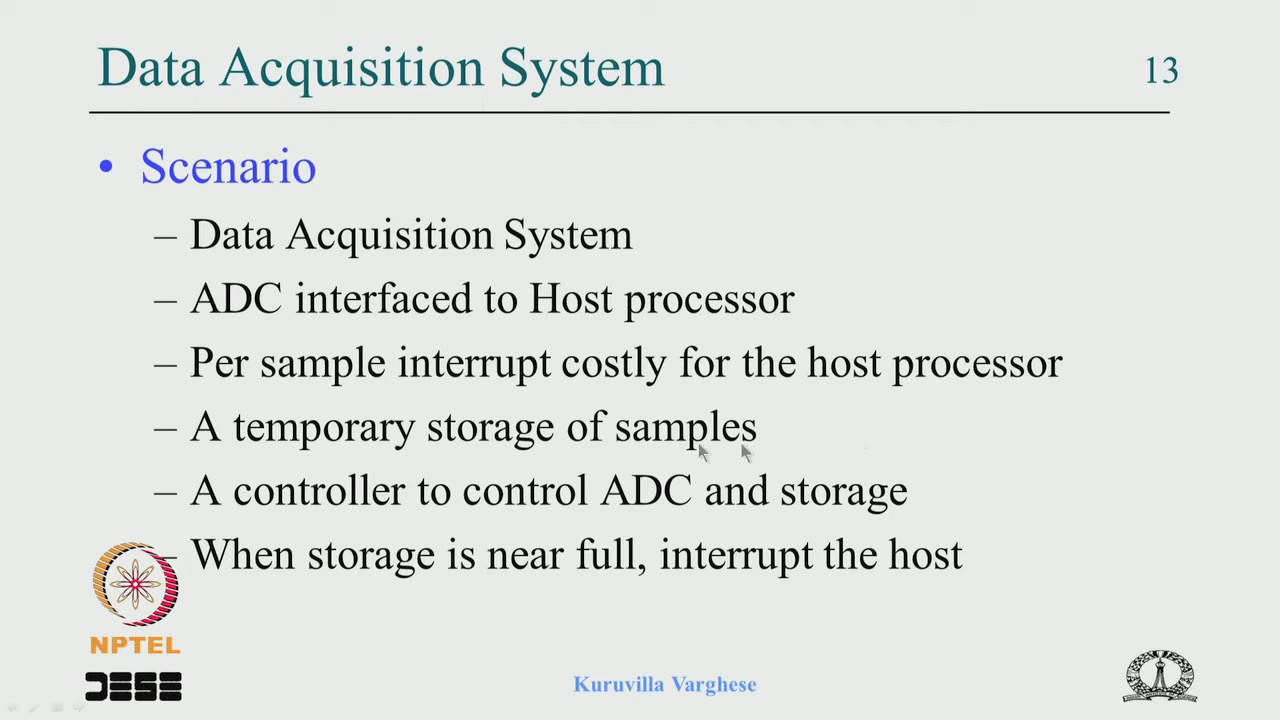 Data Acquisition System
13
• Scenario
– Data Acquisition System
– ADC interfaced to Host processor
– Per sample interrupt costly for the host processor
– A temporary storage of samples
– A controller to control ADC and storage
– When storage is near full, interrupt the host
NPTEL
DESE
Kuruvilla Varghese